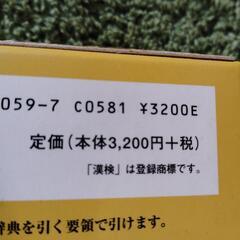 059-7 C0581 ¥3200E
定価(本体3,200円+税)
「漢検」は登録商標です。
辞典を引く要領で引けます。